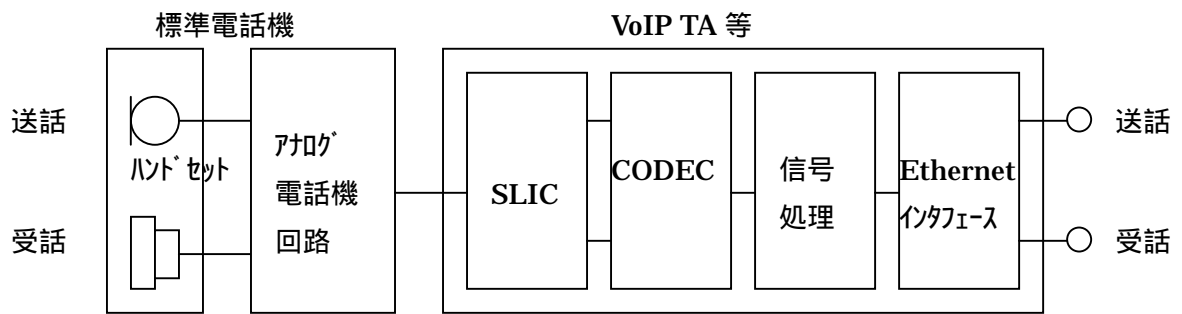 標準電話機
VoIP TA 等
送話
ﾊﾝﾄﾞｾｯﾄ
受話
ｱﾅﾛｸﾞ
電話機
回路
SLIC
CODEC
信号
処理
Ethernet
ｲﾝﾀﾌｪｰｽ
送話
受話